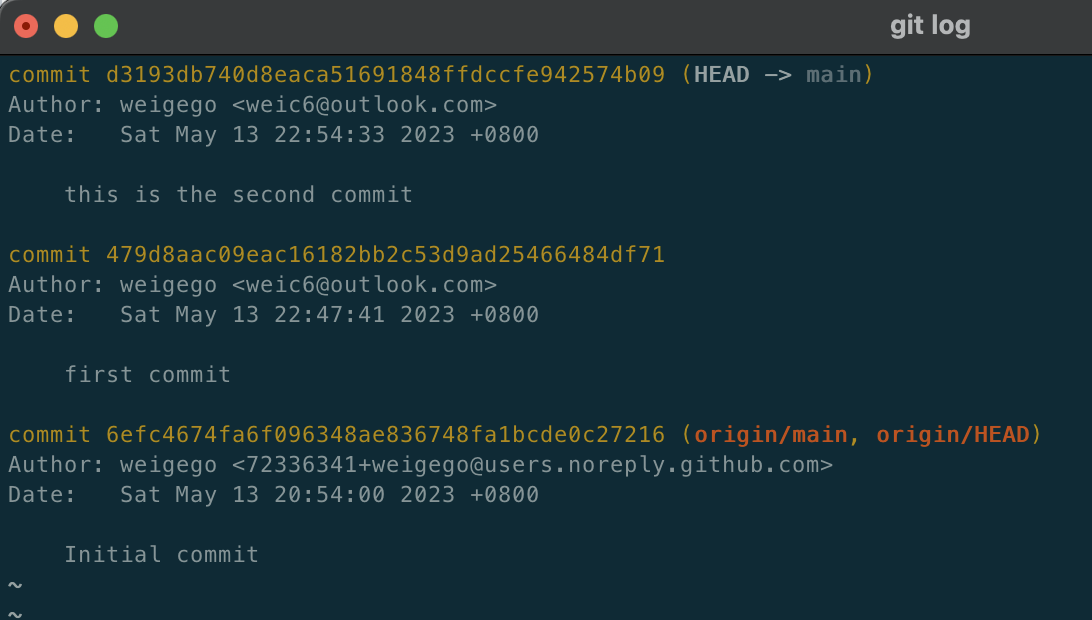 git log
commit d3193db740d8eaca51691848ffdccfe942574b09 (HEAD -> main)
Author: weigego <weic6@outlook.com>
Date:   Sat May 13 22:54:33 2023 +0800
    this is the second commit
commit 479d8aac09eac16182bb2c53d9ad25466484df71
Author: weigego <weic6@outlook.com>
Date:   Sat May 13 22:47:41 2023 +0800
    first commit
commit 6efc4674fa6f096348ae836748fa1bcde0c27216 (origin/main, origin/HEAD)
Author: weigego <72336341+weigego@users.noreply.github.com>
Date:   Sat May 13 20:54:00 2023 +0800
    Initial commit
~
~